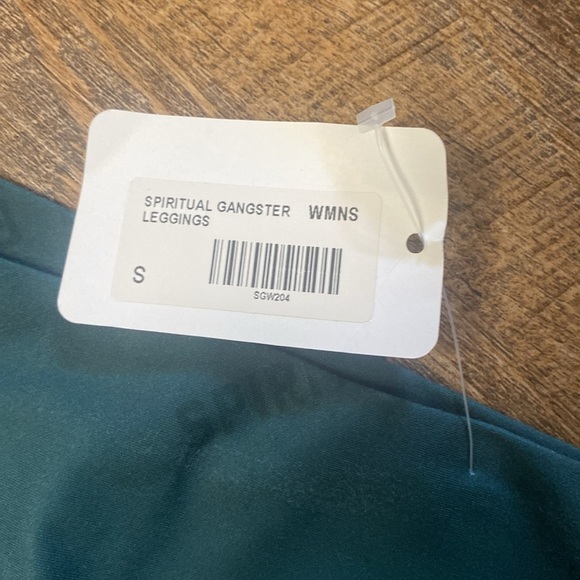 SPIRITUAL GANGSTER WMNS
LEGGINGS
S
SGW204